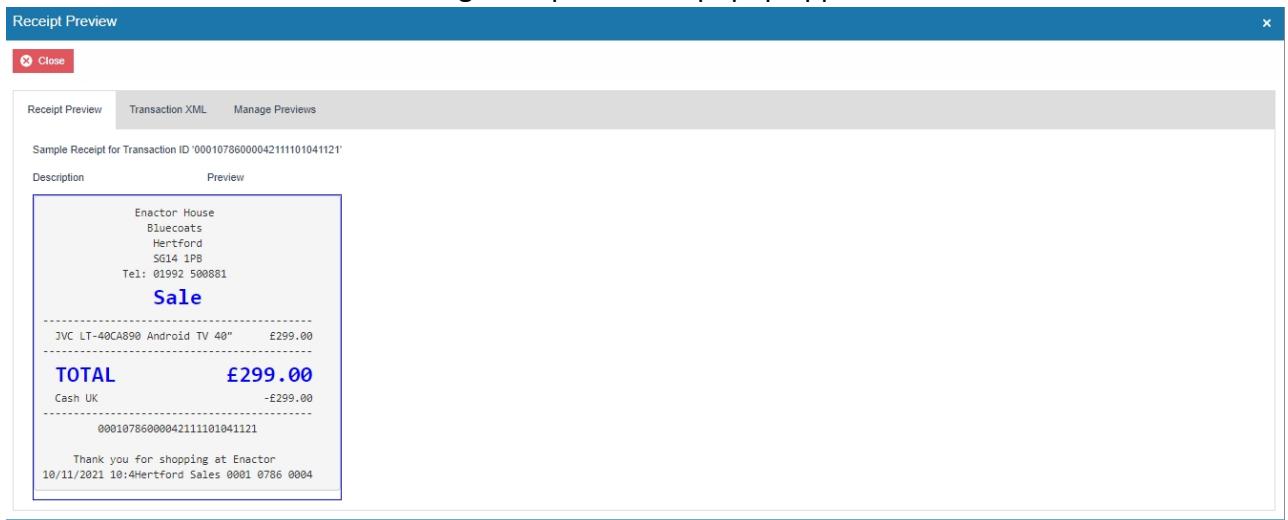 Receipt Preview
×
Close
Receipt Preview Transaction XML Manage Previews
Sample Receipt for Transaction ID '00010786000042111101041121'
Description Preview
Enactor House
Bluecoats
Hertford
SG14 1PB
Tel: 01992 500881
Sale
------------------------------------------
JVC LT-40CA890 Android TV 40" £299.00
------------------------------------------
TOTAL £299.00
Cash UK -£299.00
------------------------------------------
00010786000042111101041121
Thank you for shopping at Enactor
10/11/2021 10:4Hertford Sales 0001 0786 0004